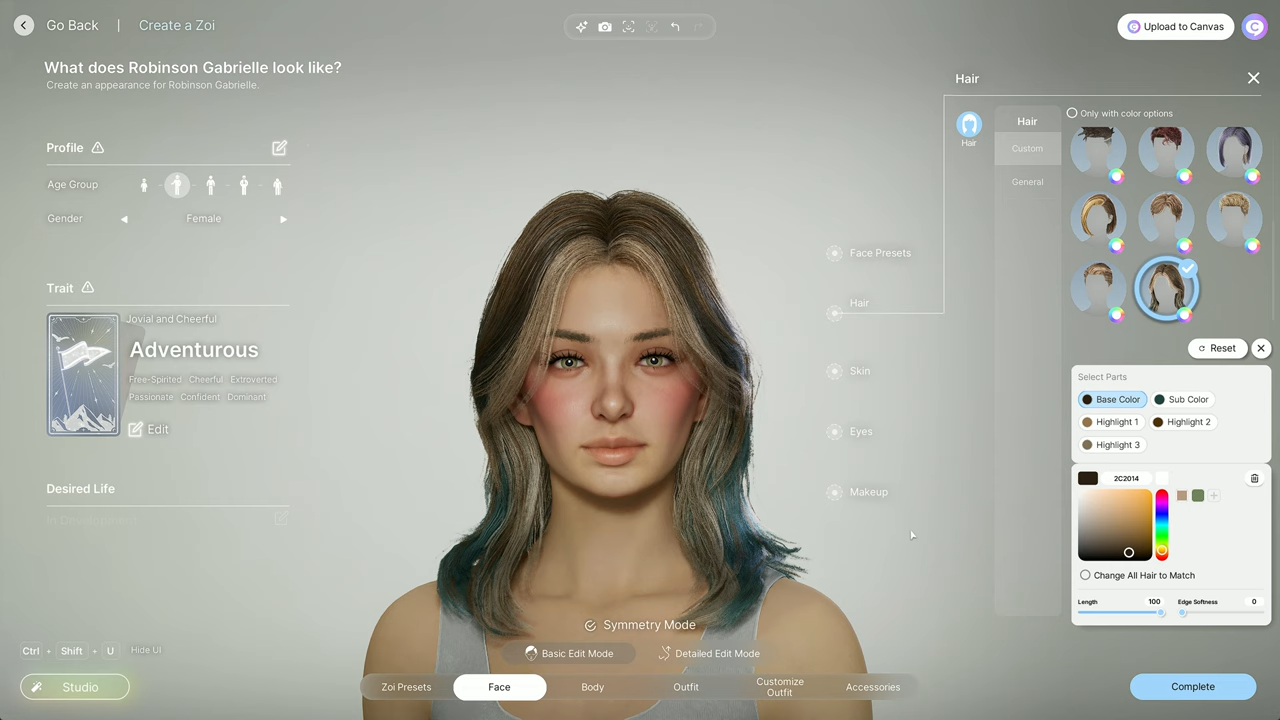 Go Back | Create a Zoi
Upload to Canvas
What does Robinson Gabrielle look like?
Create an appearance for Robinson Gabrielle.
Profile
Age Group
Gender
Female
Trait
Jovial and Cheerful
Adventurous
Free-Spirited Cheerful Extroverted
Passionate Confident Dominant
Edit
Desired Life
Face Presets
Hair
Skin
Eyes
Makeup
Hair
Hair
Hair
Custom
General
Only with color options
Reset
Select Parts
Base Color Sub Color
Highlight 1 Highlight 2
Highlight 3
2C2014
Change All Hair to Match
Length 100 Edge Softness 0
Symmetry Mode
Basic Edit Mode Detailed Edit Mode
Ctrl + Shift + U Hide UI
Studio
Zoi Presets Face Body Outfit Customize Outfit Accessories
Complete